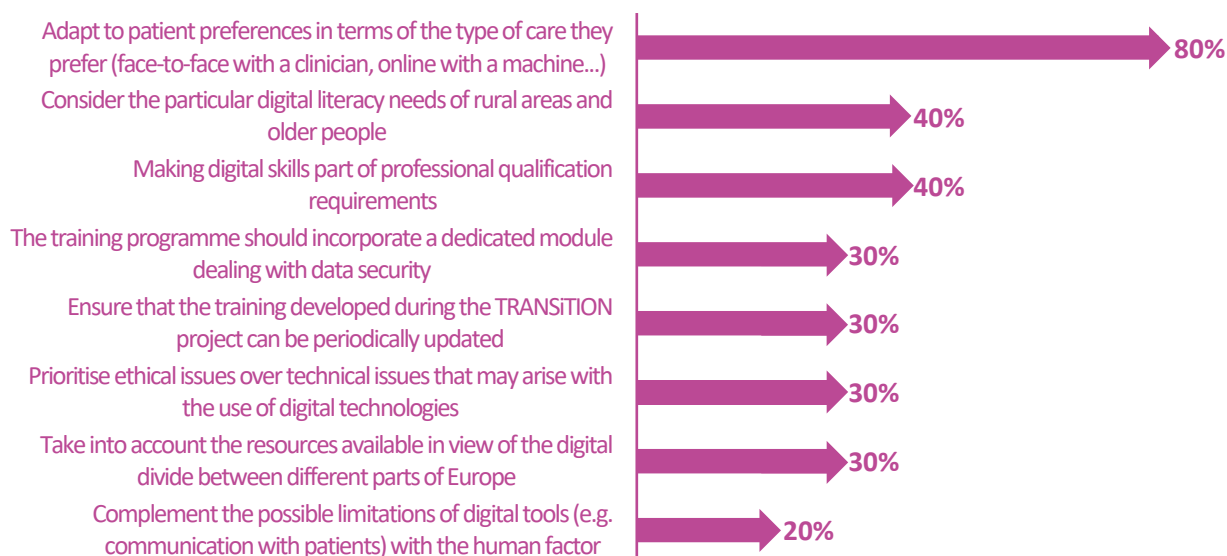 Adapt to patient preferences in terms of the type of care they
prefer (face-to-face with a clinician, online with a machine...)
80%
Consider the particular digital literacy needs of rural areas and
older people
40%
Making digital skills part of professional qualification
requirements
40%
The training programme should incorporate a dedicated module
dealing with data security
30%
Ensure that the training developed during the TRANSiTION
project can be periodically updated
30%
Prioritise ethical issues over technical issues that may arise with
the use of digital technologies
30%
Take into account the resources available in view of the digital
divide between different parts of Europe
30%
Complement the possible limitations of digital tools (e.g.
communication with patients) with the human factor
20%